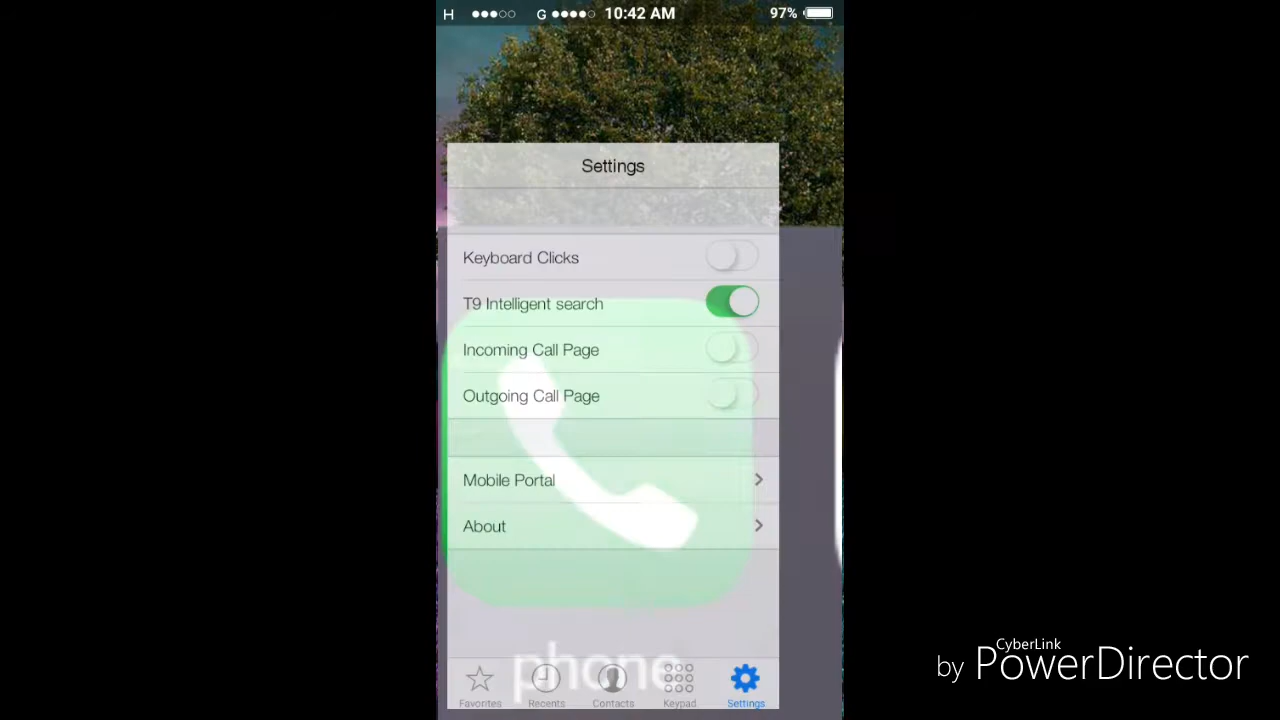 H G 10:42 AM 97%
Settings
Keyboard Clicks
T9 Intelligent search
Incoming Call Page
Outgoing Call Page
Mobile Portal
About
phone
Favorites Recents Contacts Keypad Settings
CyberLink
by PowerDirector